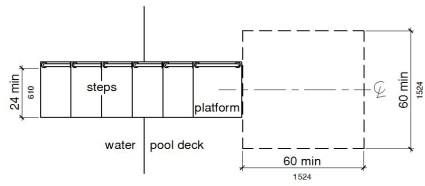 24 min
610
steps
platform
water
pool deck
℄
60 min
1524
60 min
1524